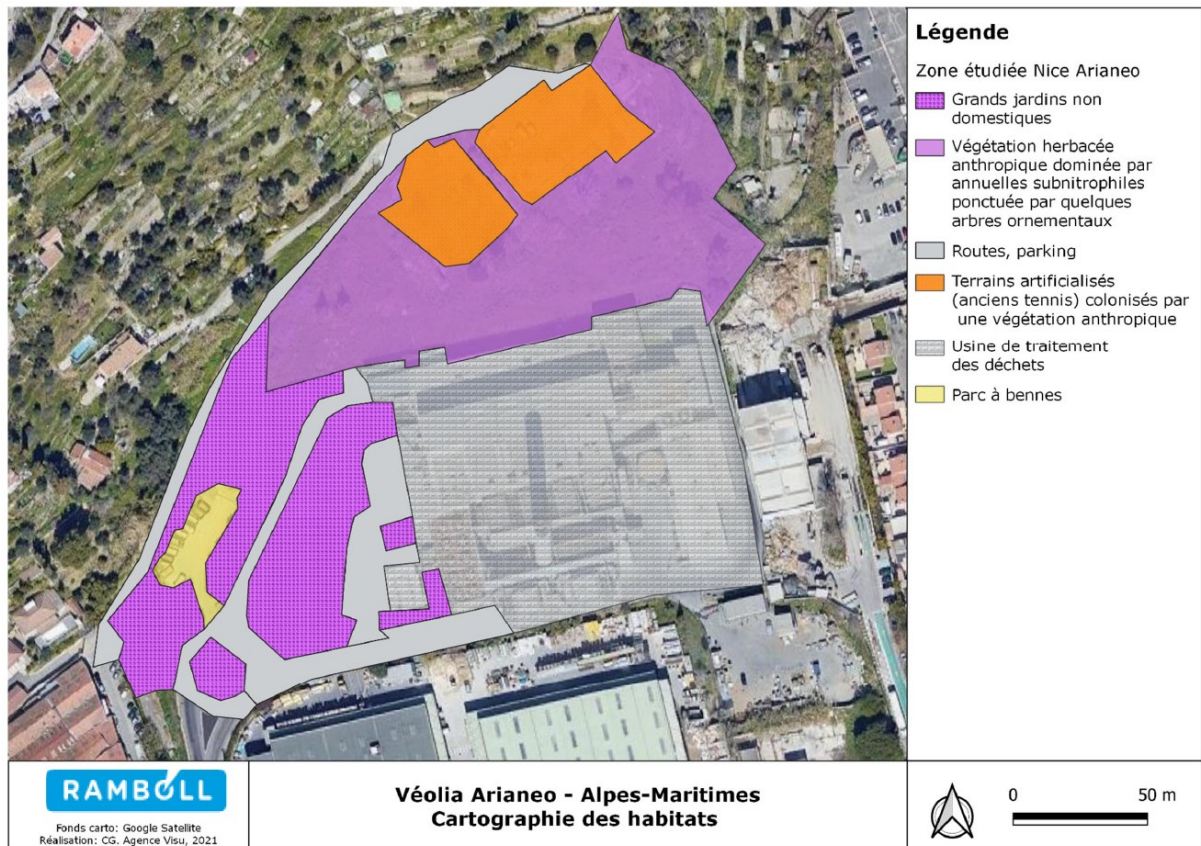 Légende
Zone étudiée Nice Arianeo
Grands jardins non
domestiques
Végétation herbacée
anthropique dominée par
annuelles subnitrophiles
ponctuée par quelques
arbres ornementaux
Routes, parking
Terrains artificialisés
(anciens tennis) colonisés par
une végétation anthropique
Usine de traitement
des déchets
Parc à bennes
RAMBOLL
Fonds carto: Google Satellite
Réalisation: CG. Agence Visu, 2021
Véolia Arianeo - Alpes-Maritimes
Cartographie des habitats
0 50 m